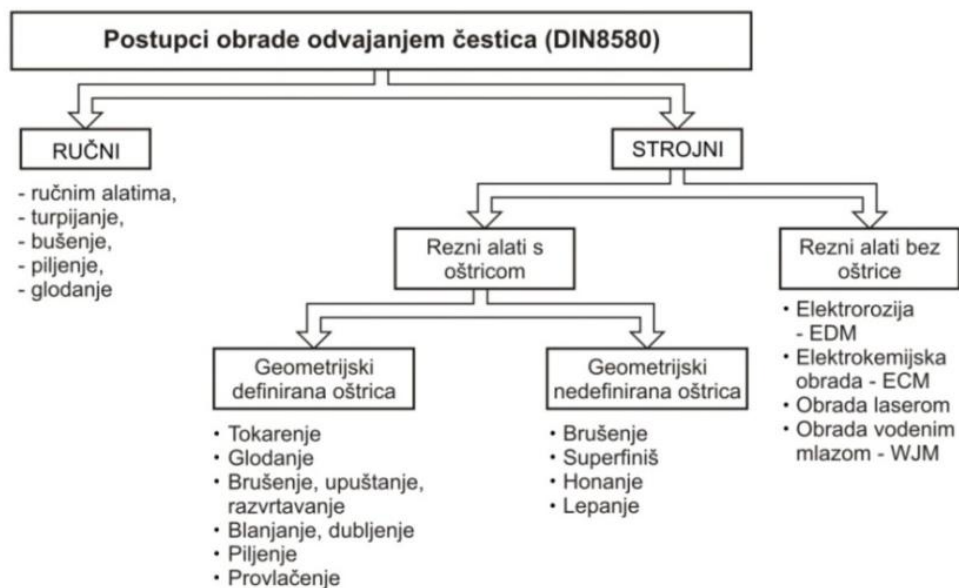 Postupci obrade odvajanjem čestica (DIN8580)
RUČNI
- ručnim alatima,
- turpijanje,
- bušenje,
- piljenje,
- glodanje
STROJNI
Rezni alati s
oštricom
Geometrijski
definirana oštrica
• Tokarenje
• Glodanje
• Brušenje, upuštanje,
razvrtavanje
• Blanjanje, dubljenje
• Piljenje
• Provlačenje
Geometrijski
nedefinirana oštrica
• Brušenje
• Superfiniš
• Honanje
• Lepanje
Rezni alati bez
oštrice
• Elektrorozija
- EDM
• Elektrokemijska
obrada - ECM
• Obrada laserom
• Obrada vodenim
mlazom - WJM